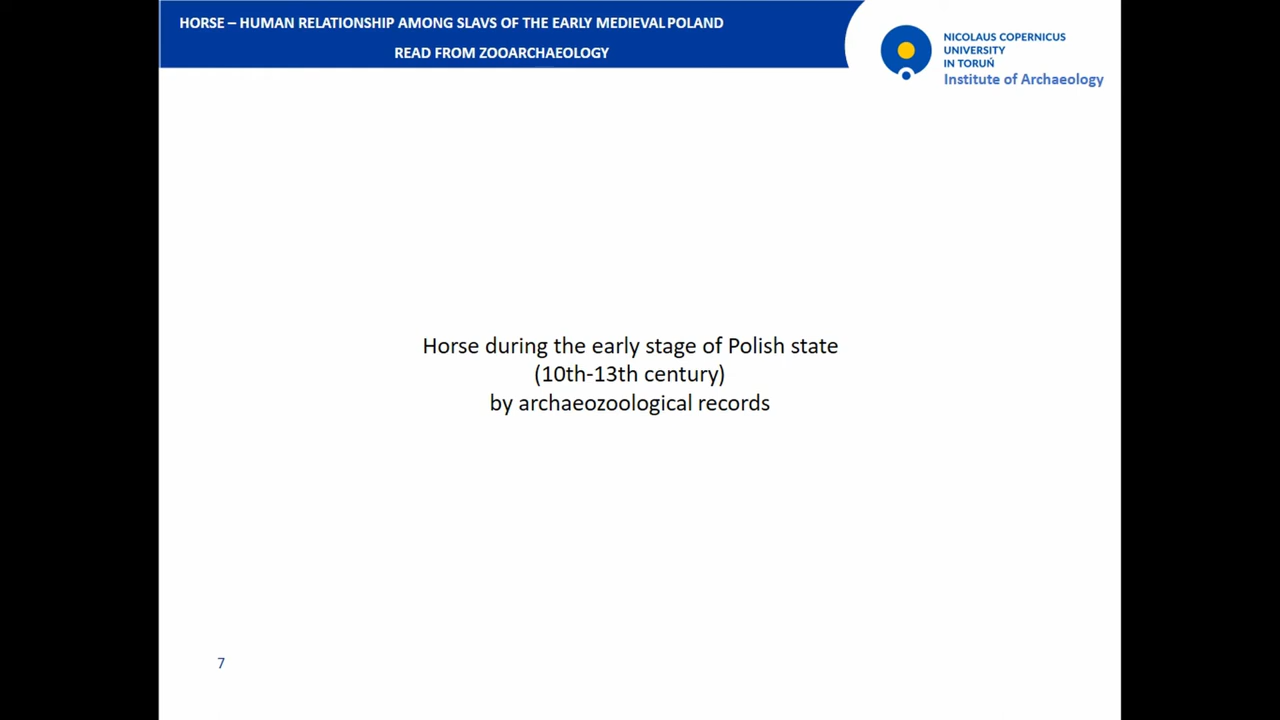 HORSE – HUMAN RELATIONSHIP AMONG SLAVS OF THE EARLY MEDIEVAL POLAND
READ FROM ZOOARCHAEOLOGY
NICOLAUS COPERNICUS
UNIVERSITY
IN TORUŃ
Institute of Archaeology
Horse during the early stage of Polish state
(10th-13th century)
by archaeozoological records
7